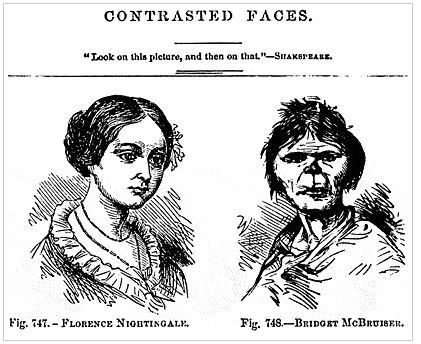 CONTRASTED FACES.
"Look on this picture, and then on that."—SHAKSPEARE.
Fig. 747.-FLORENCE NIGHTINGALE. Fig. 748.—BRIDGET McBRUISER.